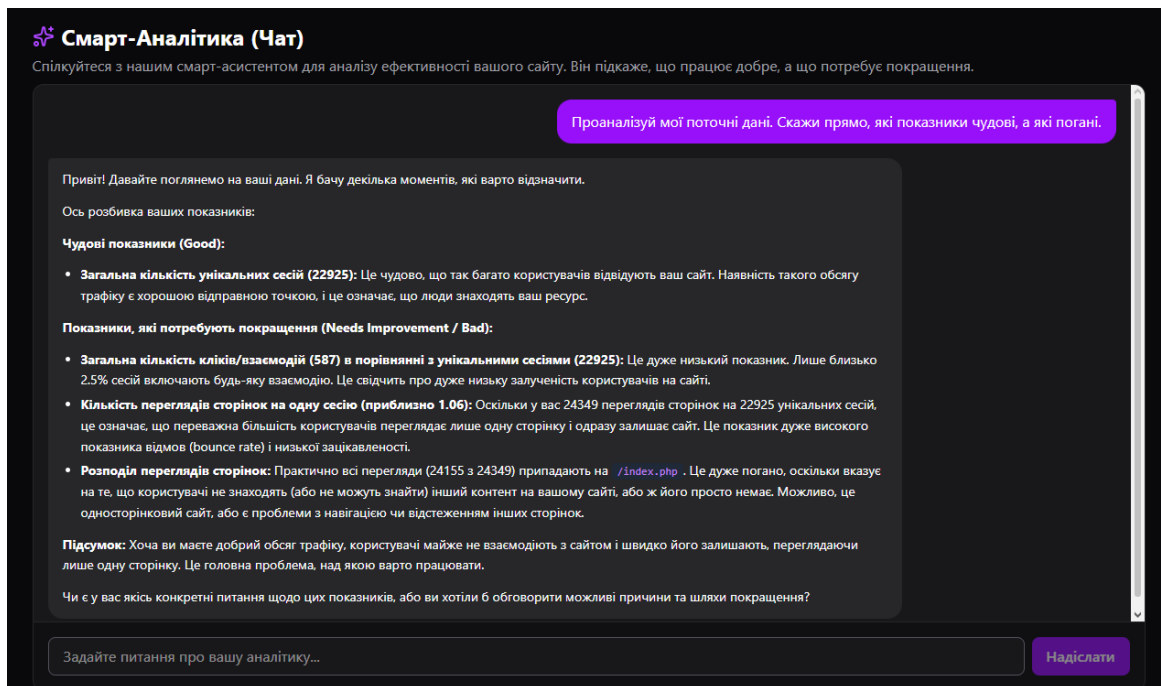 Смарт-Аналітика (Чат)
Спілкуйтеся з нашим смарт-асистентом для аналізу ефективності вашого сайту. Він підкаже, що працює добре, а що потребує покращення.
Проаналізуй мої поточні дані. Скажи прямо, які показники чудові, а які погані.
Привіт! Давайте поглянемо на ваші дані. Я бачу декілька моментів, які варто відзначити.
Ось розбивка ваших показників:
Чудові показники (Good):
• Загальна кількість унікальних сесій (22925): Це чудово, що так багато користувачів відвідують ваш сайт. Наявність такого обсягу
трафіку є хорошою відправною точкою, і це означає, що люди знаходять ваш ресурс.
Показники, які потребують покращення (Needs Improvement / Bad):
• Загальна кількість кліків/взаємодій (587) в порівнянні з унікальними сесіями (22925): Це дуже низький показник. Лише близько
2.5% сесій включають будь-яку взаємодію. Це свідчить про дуже низьку залученість користувачів на сайті.
• Кількість переглядів сторінок на одну сесію (приблизно 1.06): Оскільки у вас 24349 переглядів сторінок на 22925 унікальних сесій,
це означає, що переважна більшість користувачів переглядає лише одну сторінку і одразу залишає сайт. Це показник дуже високого
показника відмов (bounce rate) і низької зацікавленості.
• Розподіл переглядів сторінок: Практично всі перегляди (24155 з 24349) припадають на /index.php . Це дуже погано, оскільки вказує
на те, що користувачі не знаходять (або не можуть знайти) інший контент на вашому сайті, або ж його просто немає. Можливо, це
односторінковий сайт, або є проблеми з навігацією чи відстеженням інших сторінок.
Підсумок: Хоча ви маєте добрий обсяг трафіку, користувачі майже не взаємодіють з сайтом і швидко його залишають, переглядаючи
лише одну сторінку. Це головна проблема, над якою варто працювати.
Чи є у вас якісь конкретні питання щодо цих показників, або ви хотіли б обговорити можливі причини та шляхи покращення?
Задайте питання про вашу аналітику...
Надіслати